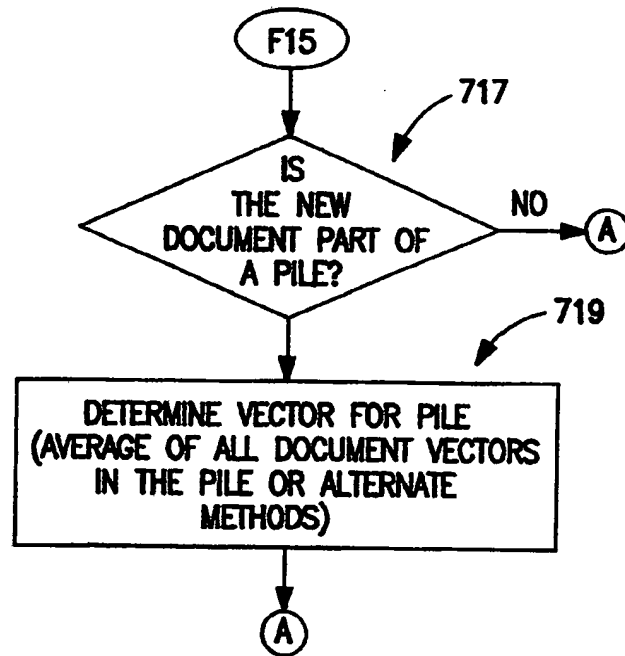 F15
717
IS
THE NEW
DOCUMENT PART OF
A PILE?
NO
A
719
DETERMINE VECTOR FOR PILE
(AVERAGE OF ALL DOCUMENT VECTORS
IN THE PILE OR ALTERNATE
METHODS)
A